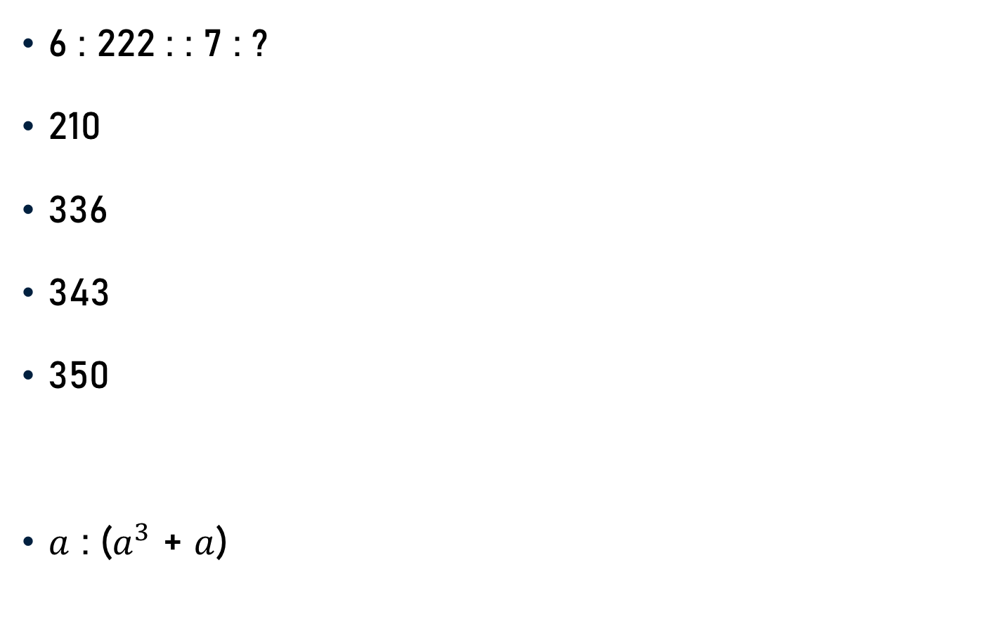 • 6 : 222 : : 7 : ?
• 210
• 336
• 343
• 350
• 𝑎 : (𝑎³ + 𝑎)